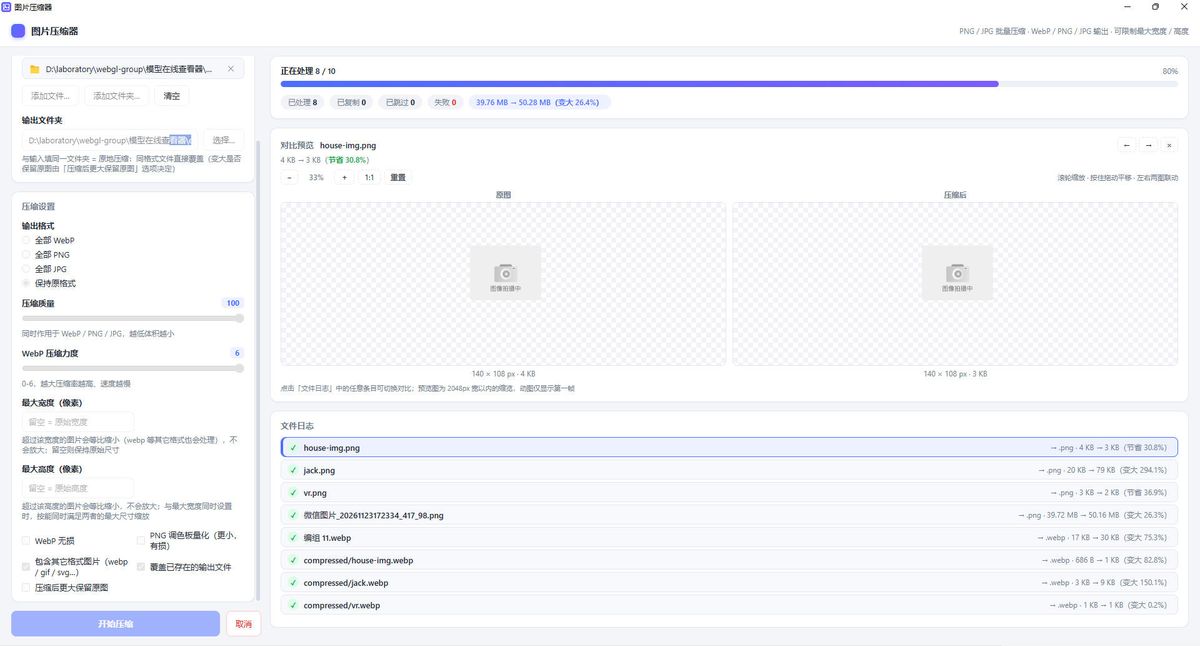 图片压缩器
图片压缩器
PNG / JPG 批量压缩 · WebP / PNG / JPG 输出 · 可限制最大宽度 / 高度
D:\laboratory\webgl-group\模型在线查看器\...
添加文件...
添加文件夹...
清空
输出文件夹
D:\laboratory\webgl-group\模型在线查看器\
选择...
与输入填同一文件夹 = 原地压缩：同格式文件直接覆盖（变大是否
保留原图由「压缩后更大保留原图」选项决定）
压缩设置
输出格式
全部 WebP
全部 PNG
全部 JPG
保持原格式
压缩质量
100
同时作用于 WebP / PNG / JPG，越低体积越小
WebP 压缩力度
6
0-6，越大压缩率越高、速度越慢
最大宽度（像素）
留空 = 原始宽度
超过该宽度的图片会等比缩小（webp 等其它格式也会处理），不
会放大；留空则保持原始尺寸
最大高度（像素）
留空 = 原始高度
超过该高度的图片会等比缩小，不会放大；与最大宽度同时设置
时，按能同时满足两者的最大尺寸缩放
WebP 无损
PNG 调色板量化（更小，
有损）
包含其它格式图片（webp
/ gif / svg...）
覆盖已存在的输出文件
压缩后更大保留原图
开始压缩
取消
正在处理 8 / 10
80%
已处理 8
已复制 0
已跳过 0
失败 0
39.76 MB → 50.28 MB（变大 26.4%）
对比预览 house-img.png
4 KB → 3 KB（节省 30.8%）
33%
1:1
重置
滚轮缩放 · 按住拖动平移 · 左右两图联动
原图
压缩后
图像拍摄中
图像拍摄中
140 × 108 px · 4 KB
140 × 108 px · 3 KB
点击「文件日志」中的任意条目可切换对比；预览图为 2048px 宽以内的缩览，动图仅显示第一帧
文件日志
house-img.png → .png · 4 KB → 3 KB（节省 30.8%）
jack.png → .png · 20 KB → 79 KB（变大 294.1%）
vr.png → .png · 3 KB → 2 KB（节省 36.9%）
微信图片_20261123172334_417_98.png → .png · 39.72 MB → 50.16 MB（变大 26.3%）
编组 11.webp → .webp · 17 KB → 30 KB（变大 75.3%）
compressed/house-img.webp → .webp · 686 B → 1 KB（变大 82.8%）
compressed/jack.webp → .webp · 3 KB → 9 KB（变大 150.1%）
compressed/vr.webp → .webp · 1 KB → 1 KB（变大 0.2%）